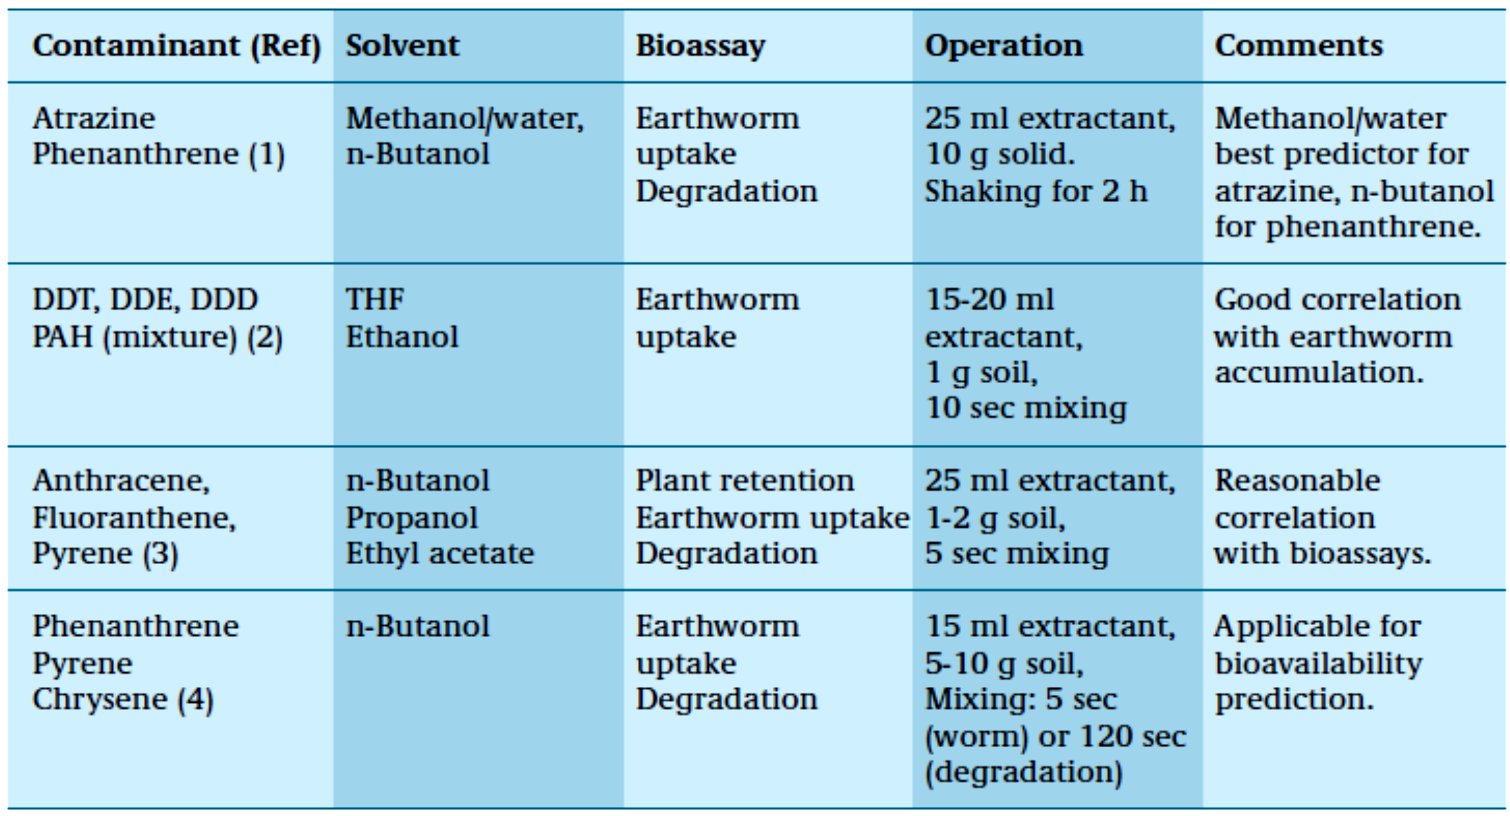 Contaminant (Ref) Solvent Bioassay Operation Comments
Atrazine Methanol/water, Earthworm 25 ml extractant, Methanol/water
Phenanthrene (1) n-Butanol uptake 10 g solid. best predictor for
Degradation Shaking for 2 h atrazine, n-butanol
for phenanthrene.
DDT, DDE, DDD THF Earthworm 15-20 ml Good correlation
PAH (mixture) (2) Ethanol uptake extractant, with earthworm
1 g soil, accumulation.
10 sec mixing
Anthracene, n-Butanol Plant retention 25 ml extractant, Reasonable
Fluoranthene, Propanol Earthworm uptake 1-2 g soil, correlation
Pyrene (3) Ethyl acetate Degradation 5 sec mixing with bioassays.
Phenanthrene n-Butanol Earthworm 15 ml extractant, Applicable for
Pyrene uptake 5-10 g soil, bioavailability
Chrysene (4) Degradation Mixing: 5 sec prediction.
(worm) or 120 sec
(degradation)